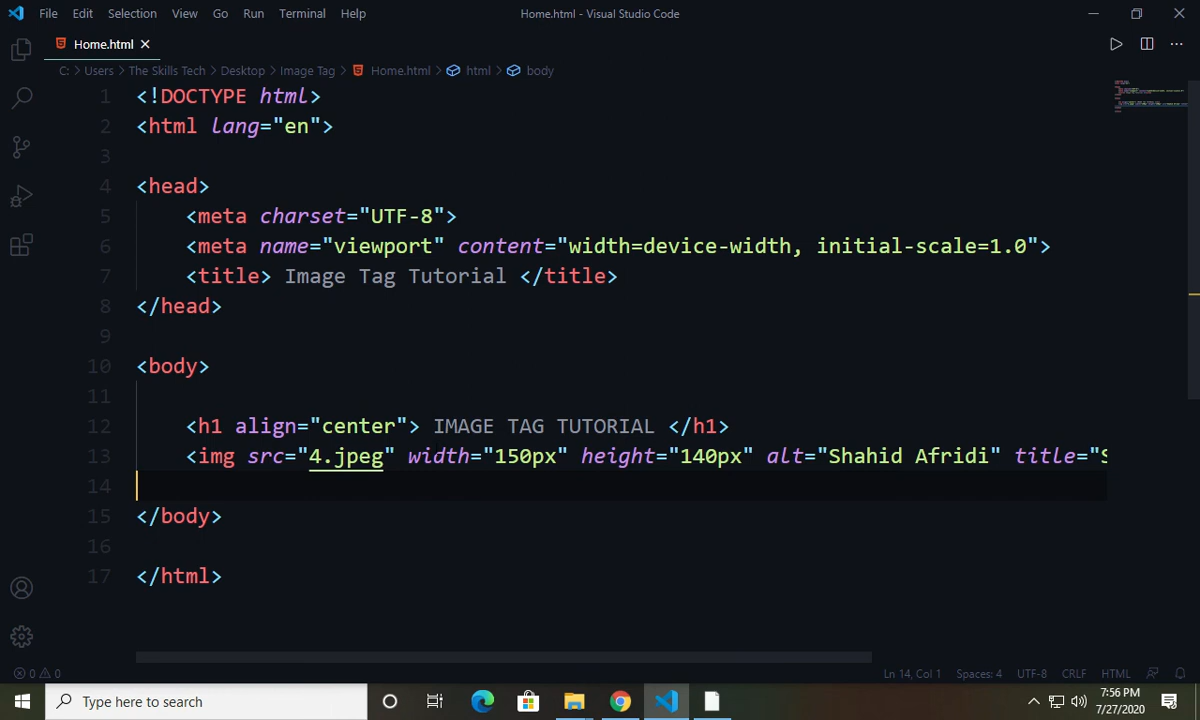 File Edit Selection View Go Run Terminal Help Home.html - Visual Studio Code
Home.html
C: > Users > The Skills Tech > Desktop > Image Tag > Home.html > html > body
1 <!DOCTYPE html>
2 <html lang="en">
3
4 <head>
5 <meta charset="UTF-8">
6 <meta name="viewport" content="width=device-width, initial-scale=1.0">
7 <title> Image Tag Tutorial </title>
8 </head>
9
10 <body>
11
12 <h1 align="center"> IMAGE TAG TUTORIAL </h1>
13 <img src="4.jpeg" width="150px" height="140px" alt="Shahid Afridi" title="S
14
15 </body>
16
17 </html>
0 0 Ln 14, Col 1 Spaces: 4 UTF-8 CRLF HTML
Type here to search
7:56 PM
7/27/2020